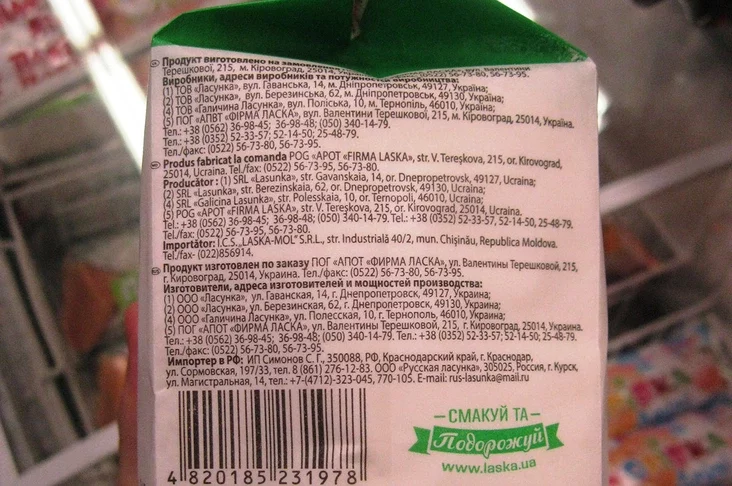 Продукт виготовлено на замовл
Терешкової, 215, м. Кіровоград, 25014, (0522) 56-73-80, 56-73-95.
Виробники, адреси виробників та потужностей виробництва:
(1) ТОВ «Ласунка», вул. Гаванська, 14, м. Дніпропетровськ, 49127, Україна;
(2) ТОВ «Ласунка», вул. Березинська, 62, м. Дніпропетровськ, 49130, Україна;
(4) ТОВ «Галичина Ласунка», вул. Поліська, 10, м. Тернопіль, 46010, Україна;
(5) ПОГ «АПВТ «ФІРМА ЛАСКА», вул. Валентини Терешкової, 215, м. Кіровоград, 25014, Україна.
Тел.: +38 (0562) 36-98-45; 36-98-48; (050) 340-14-79.
Тел.: +38 (0352) 52-33-57; 52-14-50; 25-48-79.
Тел./факс: (0522) 56-73-80, 56-73-95.
Produs fabricat la comanda POG «APOT «FIRMA LASKA», str. V. Tereşkova, 215, or. Kirovograd,
25014, Ucraina. Tel./fax: (0522) 56-73-95, 56-73-80.
Producător: (1) SRL «Lasunka», str. Gavanskaia, 14, or. Dnepropetrovsk, 49127, Ucraina;
(2) SRL «Lasunka», str. Berezinskaia, 62, or. Dnepropetrovsk, 49130, Ucraina;
(4) SRL «Galicina Lasunka», str. Polesskaia, 10, or. Ternopoli, 46010, Ucraina;
(5) POG «APOT «FIRMA LASKA», str. V. Tereskova, 215, or. Kirovograd, 25014, Ucraina.
Tel.: +38 (0562) 36-98-45; 36-98-48; (050) 340-14-79. Tel.: +38 (0352) 52-33-57, 52-14-50, 25-48-79.
Tel./fax: (0522) 56-73-95, 56-73-80.
Importător: I.C.S. „LASKA-MOL” S.R.L., str. Industrială 40/2, mun. Chişinău, Republica Moldova.
Tel./fax- (022)856914.
Продукт изготовлен по заказу ПОГ «АПОТ «ФИРМА ЛАСКА», ул. Валентины Терешковой, 215,
г. Кировоград, 25014, Украина. Тел./факс: (0522) 56-73-80, 56-73-95.
Изготовители, адреса изготовителей и мощностей производства:
(1) ООО «Ласунка», ул. Гаванская, 14, г. Днепропетровск, 49127, Украина;
(2) ООО «Ласунка», ул. Березинская, 62, г. Днепропетровск, 49130, Украина;
(4) ООО «Галичина Ласунка», ул. Полесская, 10, г. Тернополь, 46010, Украина;
(5) ПОГ "АПОТ «ФИРМА ЛАСКА», ул. Валентины Терешковой, 215, г. Кировоград, 25014, Украина.
Тел.: +38 (0562) 36-98-45; 36-98-48; (050) 340-14-79. Тел.: +38 (0352) 52-33-57; 52-14-50; 25-48-79.
Тел./факс: (0522) 56-73-80, 56-73-95.
Импортер в РФ: ИП Симонов С. Г., 350088, РФ, Краснодарский край, г. Краснодар,
ул. Сормовская, 197/33, тел. 8 (861) 276-12-83. ООО «Русская ласунка», 305025, Россия, г. Курск,
ул. Магистральная, 14, тел.: +7-(4712)-323-045, 770-105. E-mail: rus-lasunka@mail.ru
СМАКУЙ ТА
Подорожуй
www.laska.ua
4 820185 231978